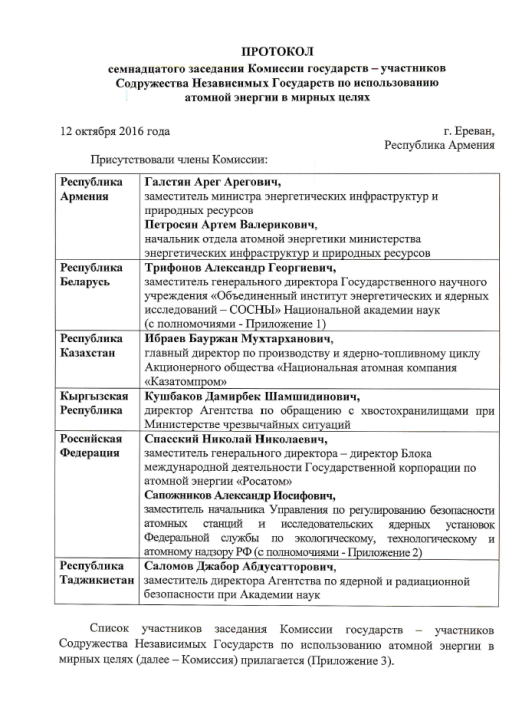 ПРОТОКОЛ
семнадцатого заседания Комиссии государств – участников
Содружества Независимых Государств по использованию
атомной энергии в мирных целях
12 октября 2016 года
г. Ереван,
Республика Армения
Присутствовали члены Комиссии:
Республика
Армения
Галстян Арег Арегович,
заместитель министра энергетических инфраструктур и
природных ресурсов
Петросян Артем Валерикович,
начальник отдела атомной энергетики министерства
энергетических инфраструктур и природных ресурсов
Республика
Беларусь
Трифонов Александр Георгиевич,
заместитель генерального директора Государственного научного
учреждения «Объединенный институт энергетических и ядерных
исследований – СОСНЫ» Национальной академии наук
(с полномочиями - Приложение 1)
Республика
Казахстан
Ибраев Бауржан Мухтарханович,
главный директор по производству и ядерно-топливному циклу
Акционерного общества «Национальная атомная компания
«Казатомпром»
Кыргызская
Республика
Кушбаков Дамирбек Шамшидинович,
директор Агентства по обращению с хвостохранилищами при
Министерстве чрезвычайных ситуаций
Российская
Федерация
Спасский Николай Николаевич,
заместитель генерального директора – директор Блока
международной деятельности Государственной корпорации по
атомной энергии «Росатом»
Сапожников Александр Иосифович,
заместитель начальника Управления по регулированию безопасности
атомных станций и исследовательских ядерных установок
Федеральной службы по экологическому, технологическому и
атомному надзору РФ (с полномочиями - Приложение 2)
Республика
Таджикистан
Саломов Джабор Абдусатторович,
заместитель директора Агентства по ядерной и радиационной
безопасности при Академии наук
Список участников заседания Комиссии государств – участников
Содружества Независимых Государств по использованию атомной энергии в
мирных целях (далее – Комиссия) прилагается (Приложение 3).